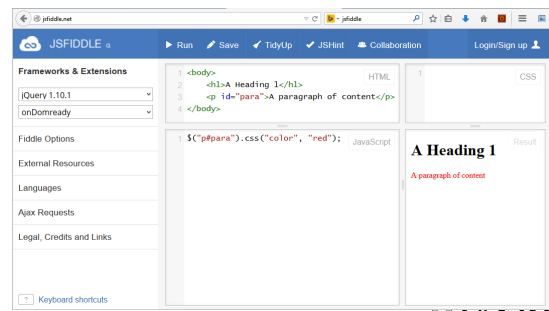 jsfiddle.net
jsfiddle
JSFIDDLE α
Run Save TidyUp JSHint Collaboration Login/Sign up
Frameworks & Extensions
jQuery 1.10.1
onDomready
Fiddle Options
External Resources
Languages
Ajax Requests
Legal, Credits and Links
? Keyboard shortcuts
HTML
1 <body>
2 <h1>A Heading 1</h1>
3 <p id="para">A paragraph of content</p>
4 </body>
1 CSS
1 $("p#para").css("color", "red");
JavaScript
Result
A Heading 1
A paragraph of content